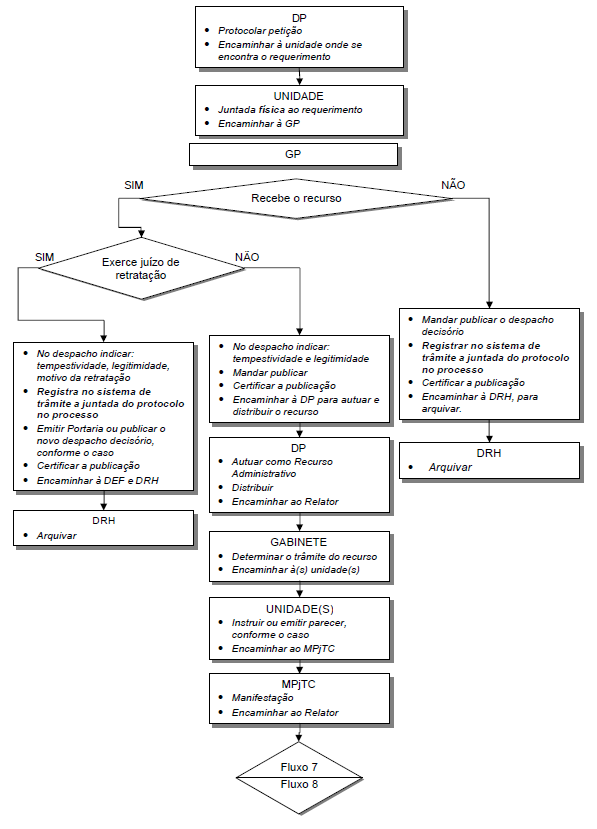 DP
• Protocolar petição
• Encaminhar à unidade onde se
encontra o requerimento
UNIDADE
• Juntada física ao requerimento
• Encaminhar à GP
GP
SIM
NÃO
Recebe o recurso
SIM
NÃO
Exerce juízo de
retratação
• No despacho indicar:
tempestividade, legitimidade,
motivo da retratação
• Registra no sistema de
trâmite a juntada do protocolo
no processo
• Emitir Portaria ou publicar o
novo despacho decisório,
conforme o caso
• Certificar a publicação
• Encaminhar à DEF e DRH
DRH
• Arquivar
• No despacho indicar:
tempestividade e legitimidade
• Mandar publicar
• Certificar a publicação
• Encaminhar à DP para autuar e
distribuir o recurso
DP
• Autuar como Recurso
Administrativo
• Distribuir
• Encaminhar ao Relator
GABINETE
• Determinar o trâmite do recurso
• Encaminhar à(s) unidade(s)
UNIDADE(S)
• Instruir ou emitir parecer,
conforme o caso
• Encaminhar ao MPjTC
MPjTC
• Manifestação
• Encaminhar ao Relator
Fluxo 7
Fluxo 8
• Mandar publicar o despacho
decisório
• Registrar no sistema de
trâmite a juntada do protocolo
no processo
• Certificar a publicação
• Encaminhar à DRH, para
arquivar.
DRH
• Arquivar